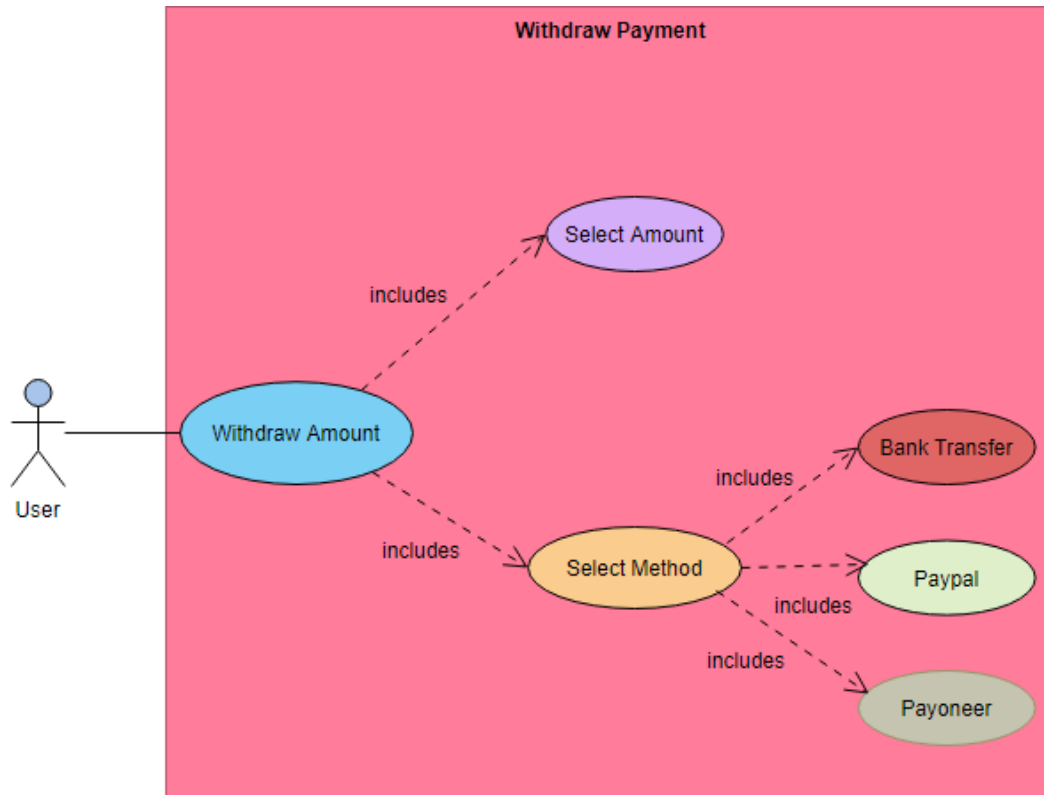 Withdraw Payment
Select Amount
includes
Withdraw Amount
User
Bank Transfer
includes
includes
Select Method
Paypal
includes
includes
Payoneer